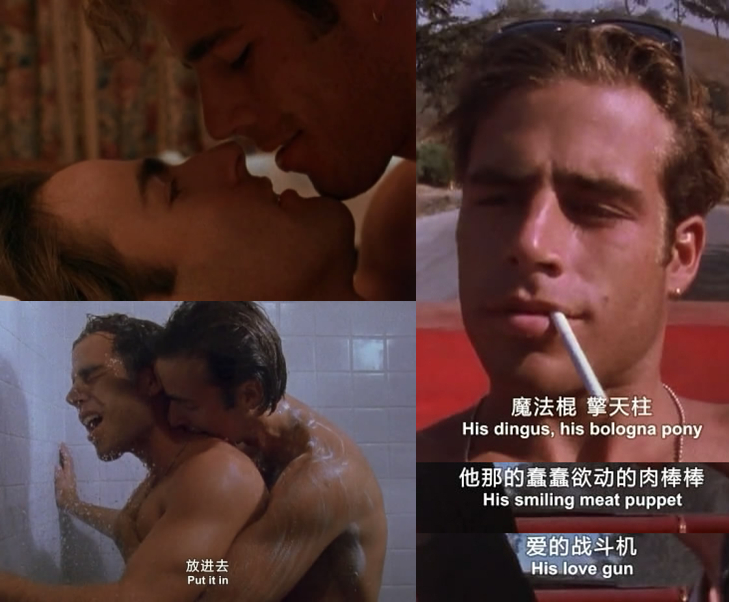 放进去
Put it in
魔法棍 擎天柱
His dingus, his bologna pony
他那的蠢蠢欲动的肉棒棒
His smiling meat puppet
爱的战斗机
His love gun